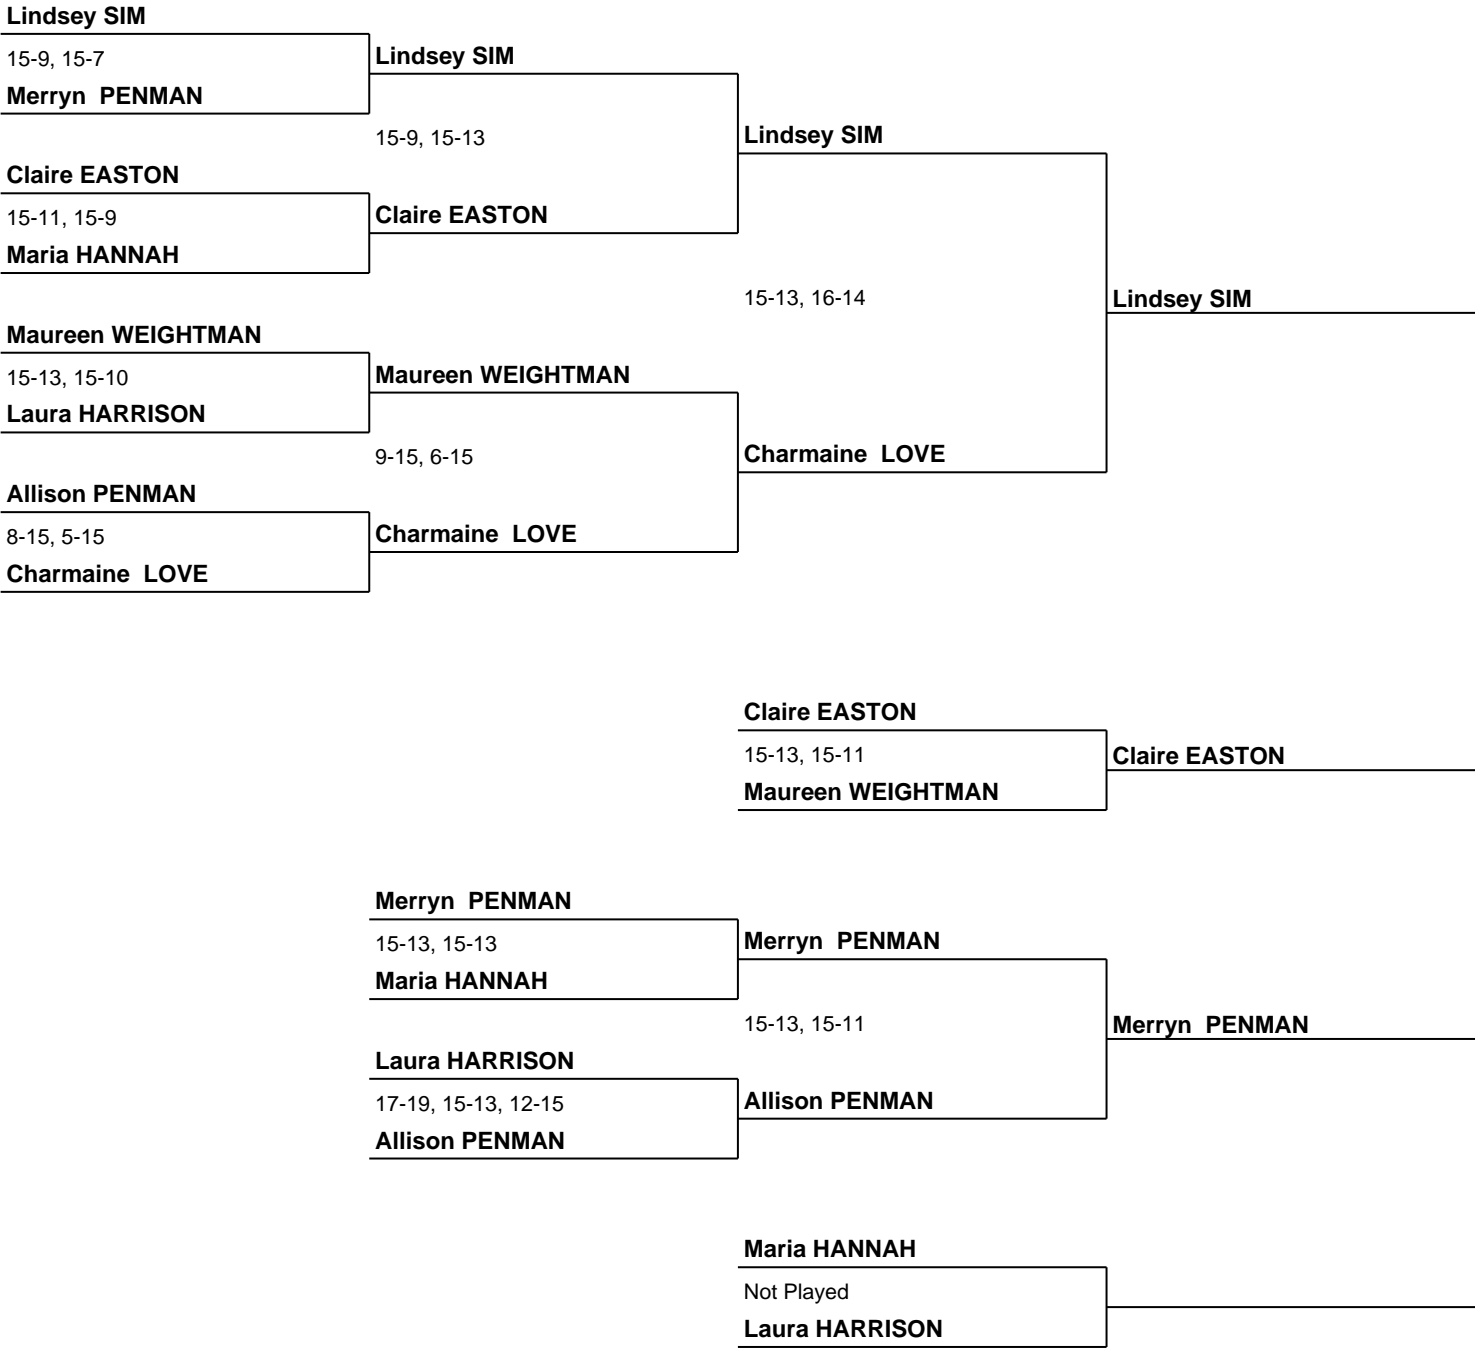 Lindsey SIM
15-9, 15-7
Merryn  PENMAN
Lindsey SIM
15-9, 15-13
Claire EASTON
15-11, 15-9
Maria HANNAH
Claire EASTON
Lindsey SIM
15-13, 16-14
Lindsey SIM
Maureen WEIGHTMAN
15-13, 15-10
Laura HARRISON
Maureen WEIGHTMAN
9-15, 6-15
Allison PENMAN
8-15, 5-15
Charmaine  LOVE
Charmaine  LOVE
Charmaine  LOVE
Claire EASTON
15-13, 15-11
Maureen WEIGHTMAN
Claire EASTON
Merryn  PENMAN
15-13, 15-13
Maria HANNAH
Merryn  PENMAN
15-13, 15-11
Merryn  PENMAN
Laura HARRISON
17-19, 15-13, 12-15
Allison PENMAN
Allison PENMAN
Maria HANNAH
Not Played
Laura HARRISON